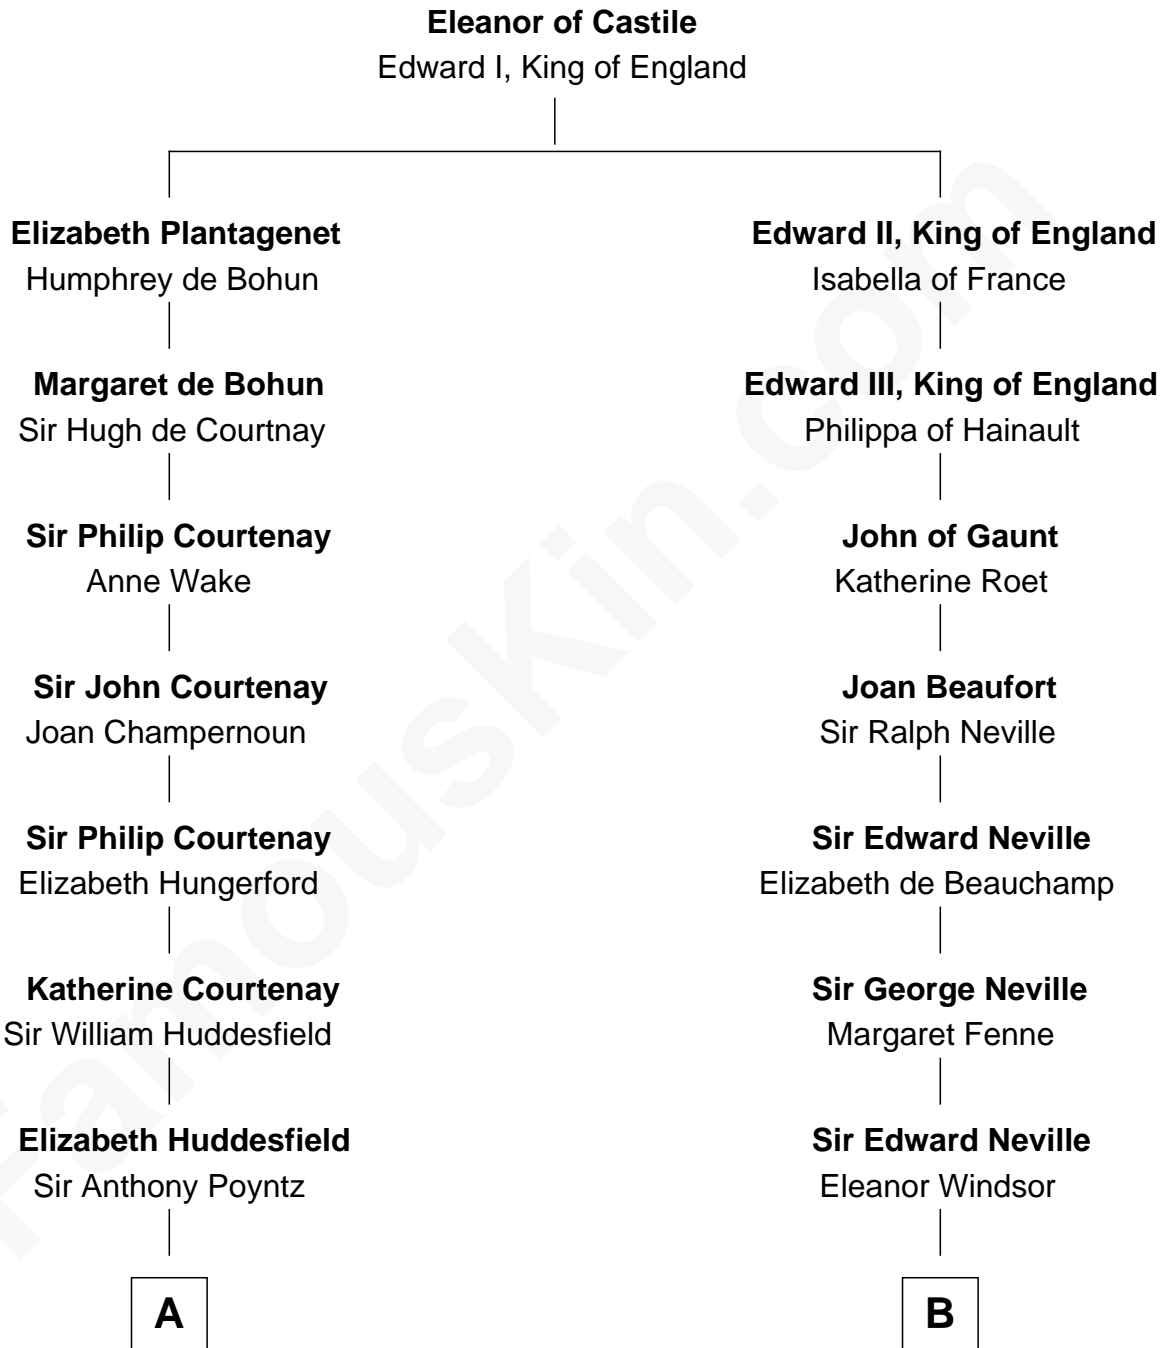 Eleanor of Castile
Edward I, King of England
Elizabeth Plantagenet
Humphrey de Bohun
Edward II, King of England
Isabella of France
Margaret de Bohun
Sir Hugh de Courtnay
Edward III, King of England
Philippa of Hainault
Sir Philip Courtenay
Anne Wake
John of Gaunt
Katherine Roet
Sir John Courtenay
Joan Champernoun
Joan Beaufort
Sir Ralph Neville
Sir Philip Courtenay
Elizabeth Hungerford
Sir Edward Neville
Elizabeth de Beauchamp
Katherine Courtenay
Sir William Huddesfield
Sir George Neville
Margaret Fenne
Elizabeth Huddesfield
Sir Anthony Poyntz
Sir Edward Neville
Eleanor Windsor
A
B
FamousKin.com